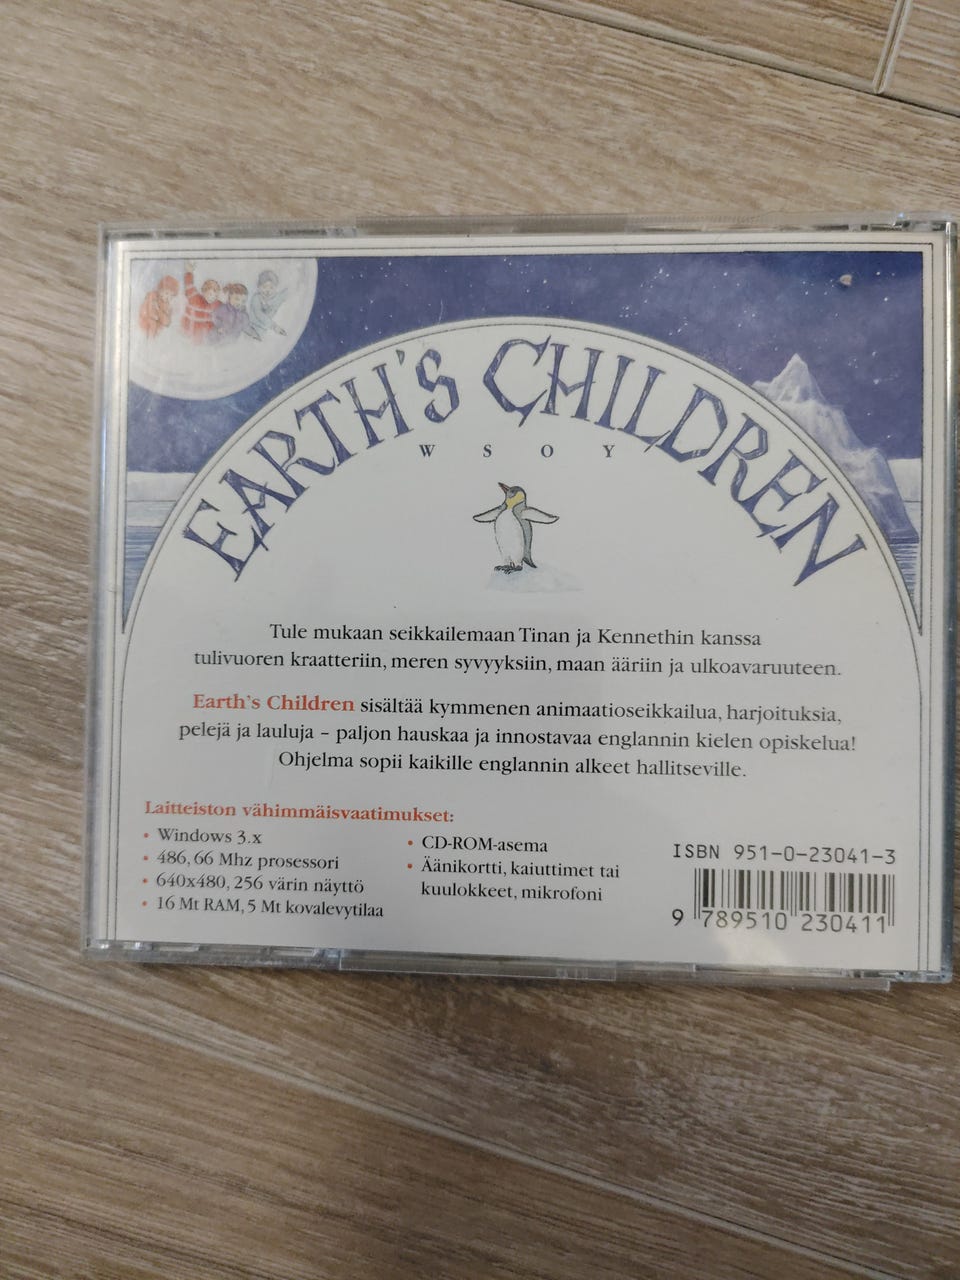 EARTH'S CHILDREN
WSOY
Tule mukaan seikkailemaan Tinan ja Kennethin kanssa
tulivuoren kraatteriin, meren syvyyksiin, maan ääriin ja ulkoavaruuteen.
Earth's Children sisältää kymmenen animaatioseikkailua, harjoituksia,
pelejä ja lauluja – paljon hauskaa ja innostavaa englannin kielen opiskelua!
Ohjelma sopii kaikille englannin alkeet hallitseville.
Laitteiston vähimmäisvaatimukset:
• Windows 3.x
• 486, 66 Mhz prosessori
• 640x480, 256 värin näyttö
• 16 Mt RAM, 5 Mt kovalevytilaa
• CD-ROM-asema
• Äänikortti, kaiuttimet tai
kuulokkeet, mikrofoni
ISBN 951-0-23041-3
9 789510 230411